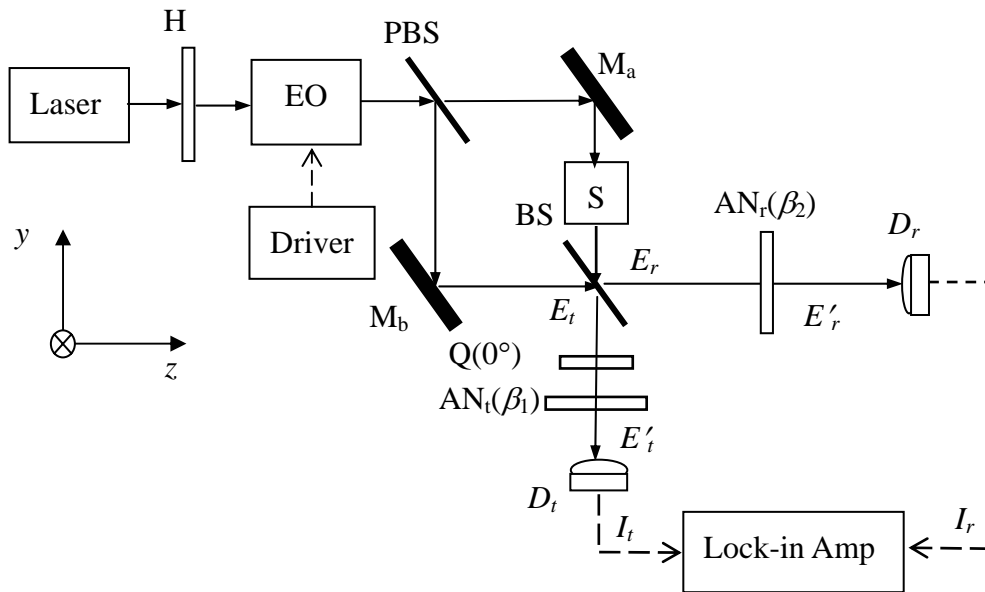 H
PBS
Mₐ
Laser
EO
S
BS
ANᵣ(β₂)
Dᵣ
Driver
y
z
M_b
Eₜ
Eᵣ
E′ᵣ
Q(0°)
ANₜ(β₁)
E′ₜ
Dₜ
Iₜ
Lock-in Amp
Iᵣ